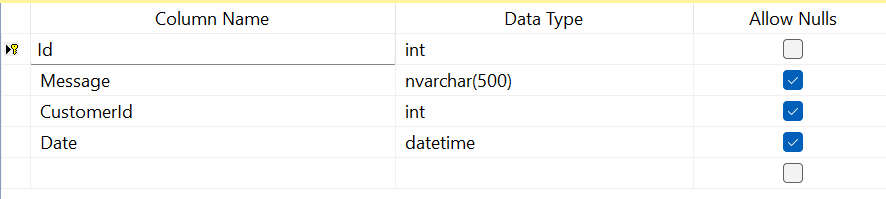 Column Name Data Type Allow Nulls
Id int
Message nvarchar(500)
CustomerId int
Date datetime